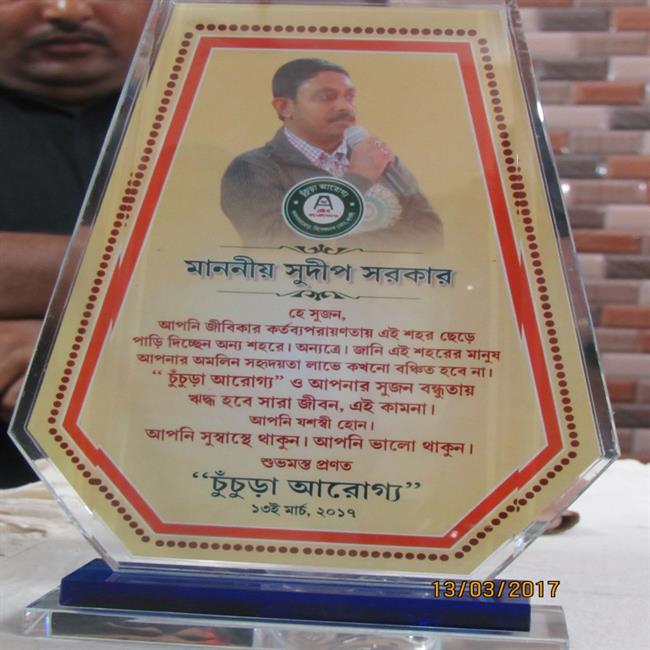 চুঁচুড়া আরোগ্য
মাননীয় সুদীপ সরকার
হে সুজন,
আপনি জীবিকার কর্তব্যপরায়ণতায় এই শহর ছেড়ে
পাড়ি দিচ্ছেন অন্য শহরে। অন্যত্রে। জানি এই শহরের মানুষ
আপনার অমলিন সহৃদয়তা লাভে কখনো বঞ্চিত হবে না।
“ চুঁচুড়া আরোগ্য” ও আপনার সুজন বন্ধুতায়
ঋদ্ধ হবে সারা জীবন, এই কামনা।
আপনি যশস্বী হোন।
আপনি সুস্বাস্থে থাকুন। আপনি ভালো থাকুন।
শুভমস্ত প্রণত
“চুঁচুড়া আরোগ্য”
১৩ই মার্চ, ২০১৭
13/03/2017